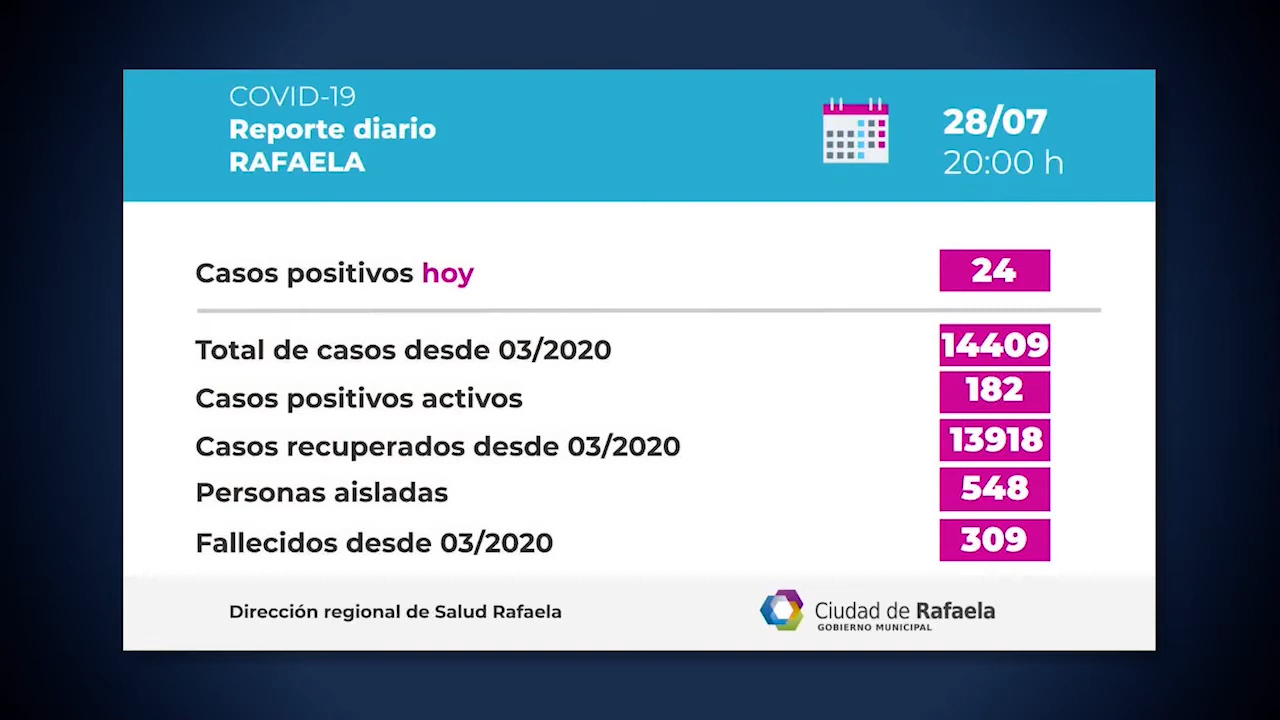 COVID-19
Reporte diario
RAFAELA
28/07
20:00 h
Casos positivos hoy 24
Total de casos desde 03/2020 14409
Casos positivos activos 182
Casos recuperados desde 03/2020 13918
Personas aisladas 548
Fallecidos desde 03/2020 309
Dirección regional de Salud Rafaela
Ciudad de Rafaela
GOBIERNO MUNICIPAL